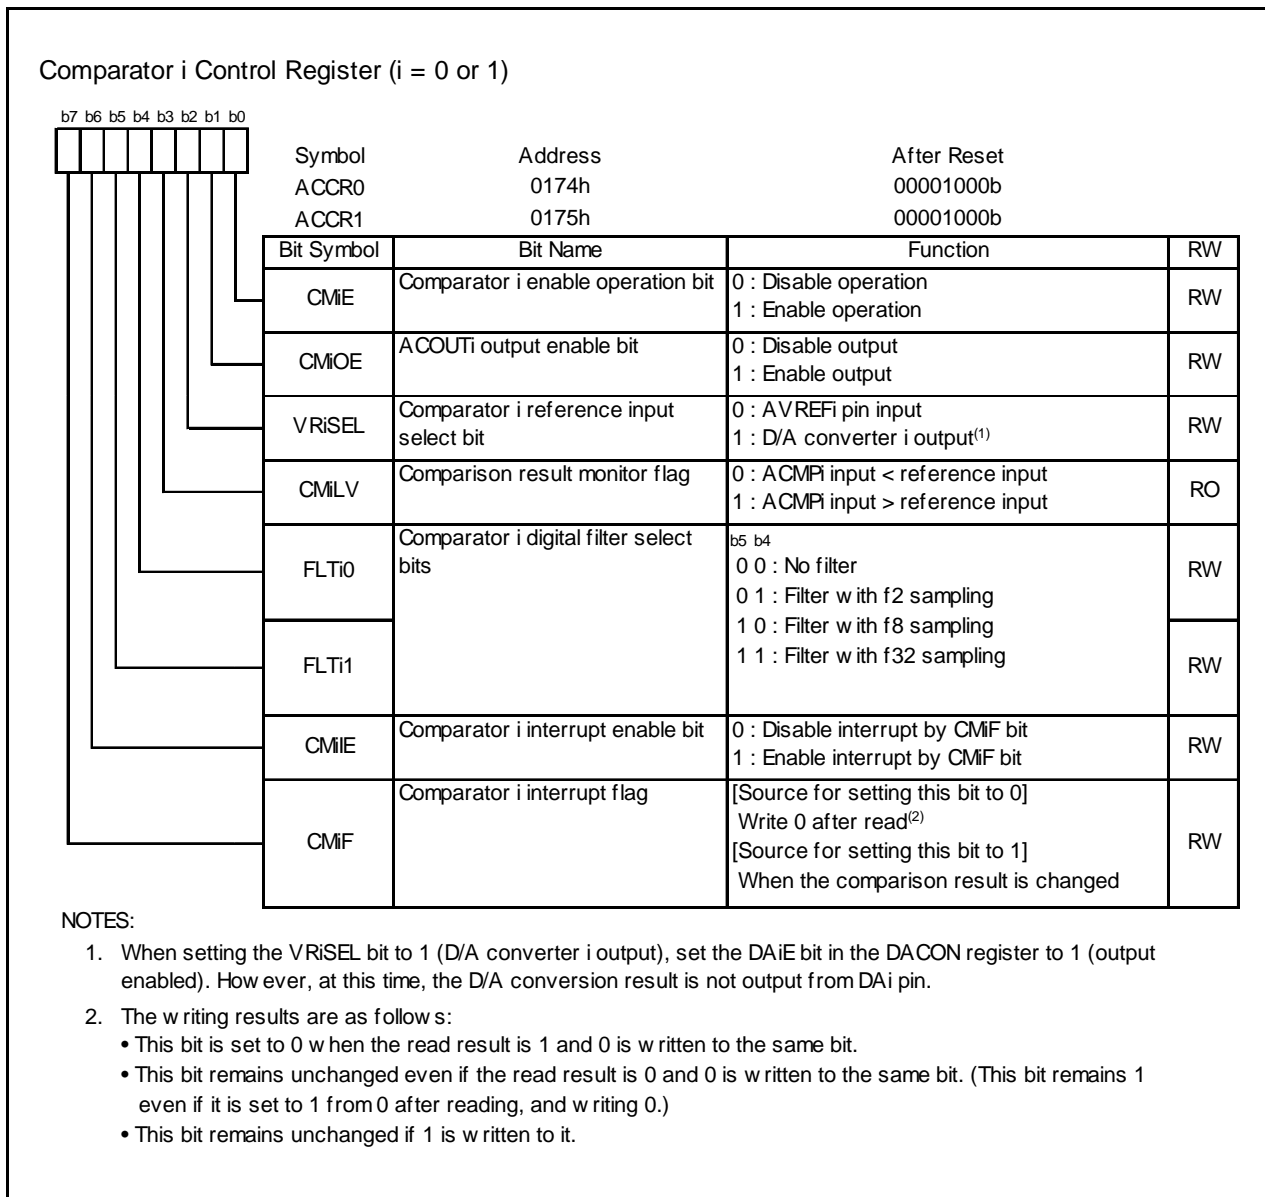 Comparator i Control Register (i = 0 or 1)
b7 b6 b5 b4 b3 b2 b1 b0
Symbol Address After Reset
ACCR0 0174h 00001000b
ACCR1 0175h 00001000b
Bit Symbol Bit Name Function RW
CMiE Comparator i enable operation bit 0 : Disable operation RW
1 : Enable operation
CMiOE ACOUTi output enable bit 0 : Disable output RW
1 : Enable output
VRiSEL Comparator i reference input 0 : AVREFi pin input RW
select bit 1 : D/A converter i output(1)
CMiLV Comparison result monitor flag 0 : ACMPi input < reference input RO
1 : ACMPi input > reference input
FLTi0 Comparator i digital filter select b5 b4 RW
bits 0 0 : No filter
0 1 : Filter with f2 sampling
1 0 : Filter with f8 sampling
FLTi1 1 1 : Filter with f32 sampling RW
CMiIE Comparator i interrupt enable bit 0 : Disable interrupt by CMiF bit RW
1 : Enable interrupt by CMiF bit
CMiF Comparator i interrupt flag [Source for setting this bit to 0] RW
Write 0 after read(2)
[Source for setting this bit to 1]
When the comparison result is changed
NOTES:
1. When setting the VRiSEL bit to 1 (D/A converter i output), set the DAiE bit in the DACON register to 1 (output
enabled). However, at this time, the D/A conversion result is not output from DAi pin.
2. The writing results are as follows:
• This bit is set to 0 when the read result is 1 and 0 is written to the same bit.
• This bit remains unchanged even if the read result is 0 and 0 is written to the same bit. (This bit remains 1
even if it is set to 1 from 0 after reading, and writing 0.)
• This bit remains unchanged if 1 is written to it.